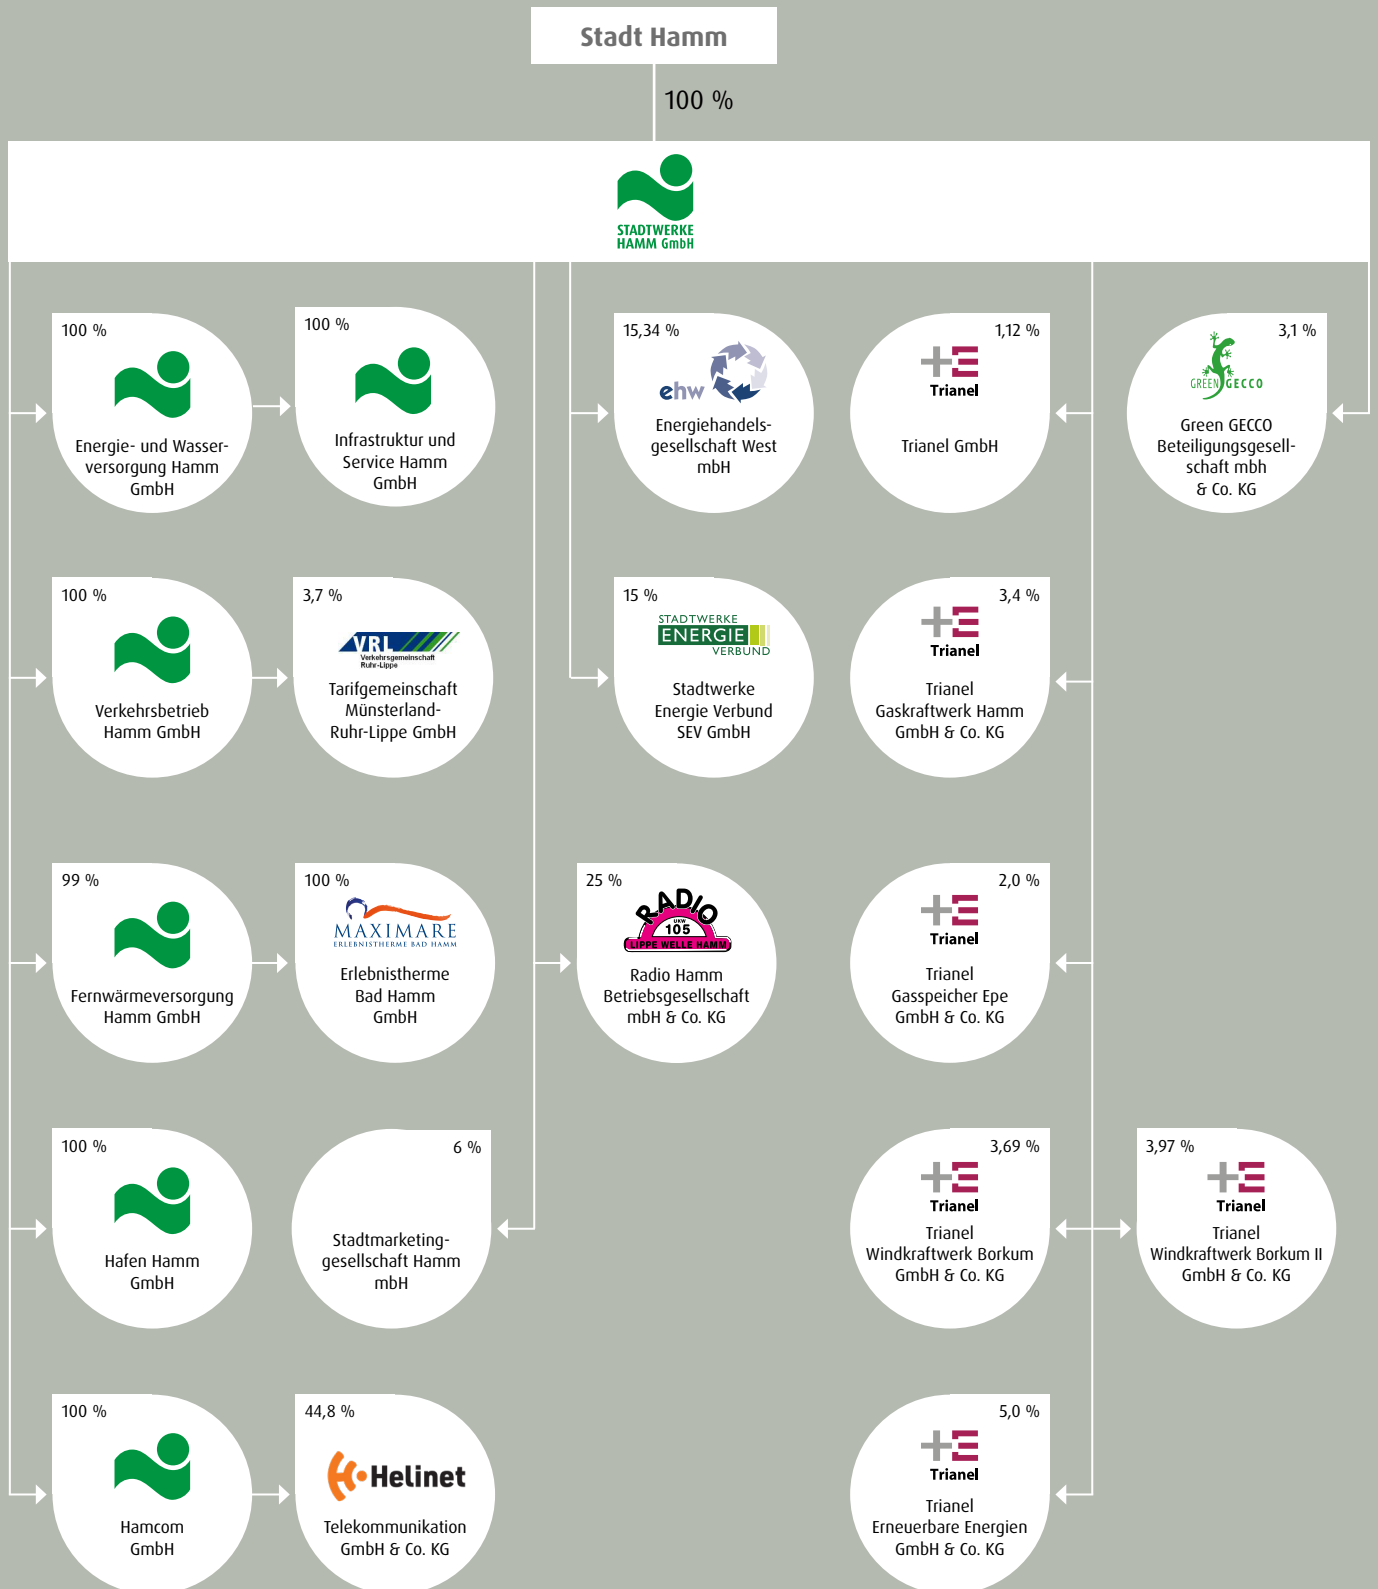 Stadt Hamm
100 %
STADTWERKE
HAMM GmbH
100 %
Energie- und Wasser-
versorgung Hamm
GmbH
100 %
Infrastruktur und
Service Hamm
GmbH
15,34 %
ehw
Energiehandels-
gesellschaft West
mbH
1,12 %
Trianel
Trianel GmbH
3,1 %
GREEN GECCO
Green GECCO
Beteiligungsgesell-
schaft mbh
& Co. KG
100 %
Verkehrsbetrieb
Hamm GmbH
3,7 %
VRL
Verkehrsgemeinschaft
Ruhr-Lippe
Tarifgemeinschaft
Münsterland-
Ruhr-Lippe GmbH
15 %
STADTWERKE
ENERGIE
VERBUND
Stadtwerke
Energie Verbund
SEV GmbH
3,4 %
Trianel
Trianel
Gaskraftwerk Hamm
GmbH & Co. KG
99 %
Fernwärmeversorgung
Hamm GmbH
100 %
MAXIMARE
ERLEBNISTHERME BAD HAMM
Erlebnistherme
Bad Hamm
GmbH
25 %
RADIO
UKW
105
LIPPE WELLE HAMM
Radio Hamm
Betriebsgesellschaft
mbH & Co. KG
2,0 %
Trianel
Trianel
Gasspeicher Epe
GmbH & Co. KG
100 %
Hafen Hamm
GmbH
6 %
Stadtmarketing-
gesellschaft Hamm
mbH
3,69 %
Trianel
Trianel
Windkraftwerk Borkum
GmbH & Co. KG
3,97 %
Trianel
Trianel
Windkraftwerk Borkum II
GmbH & Co. KG
100 %
Hamcom
GmbH
44,8 %
Helinet
Telekommunikation
GmbH & Co. KG
5,0 %
Trianel
Trianel
Erneuerbare Energien
GmbH & Co. KG